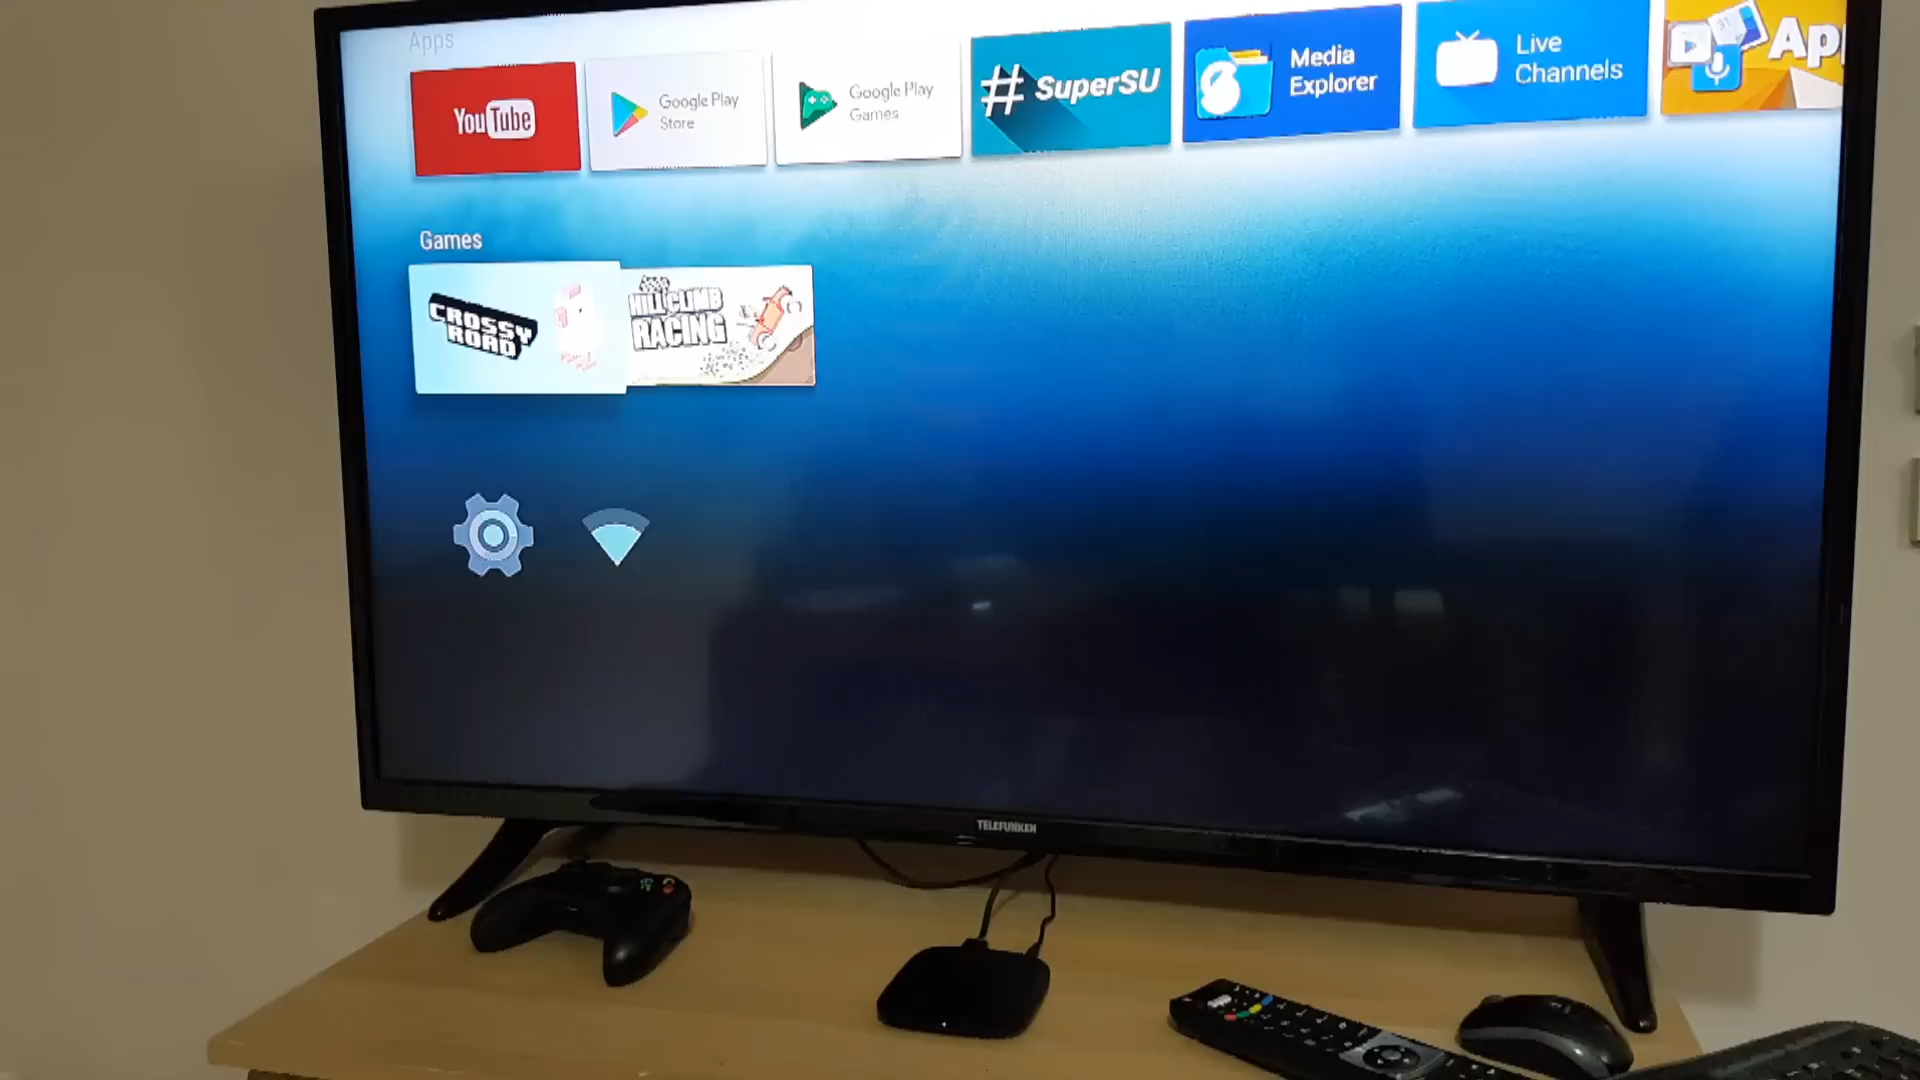 Apps
YouTube
Google Play
Store
Google Play
Games
# SuperSU
Media
Explorer
Live
Channels
Ap
Games
CROSSY
ROAD
HILL CLIMB
RACING
TELEFUNKEN